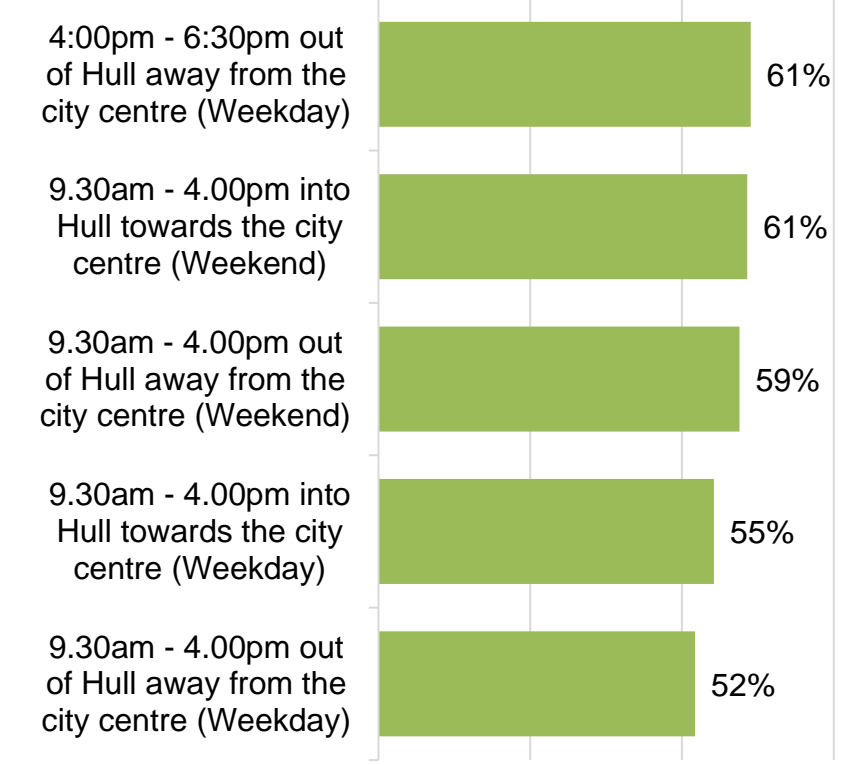 4:00pm - 6:30pm out
of Hull away from the
city centre (Weekday)
61%
9.30am - 4.00pm into
Hull towards the city
centre (Weekend)
61%
9.30am - 4.00pm out
of Hull away from the
city centre (Weekend)
59%
9.30am - 4.00pm into
Hull towards the city
centre (Weekday)
55%
9.30am - 4.00pm out
of Hull away from the
city centre (Weekday)
52%